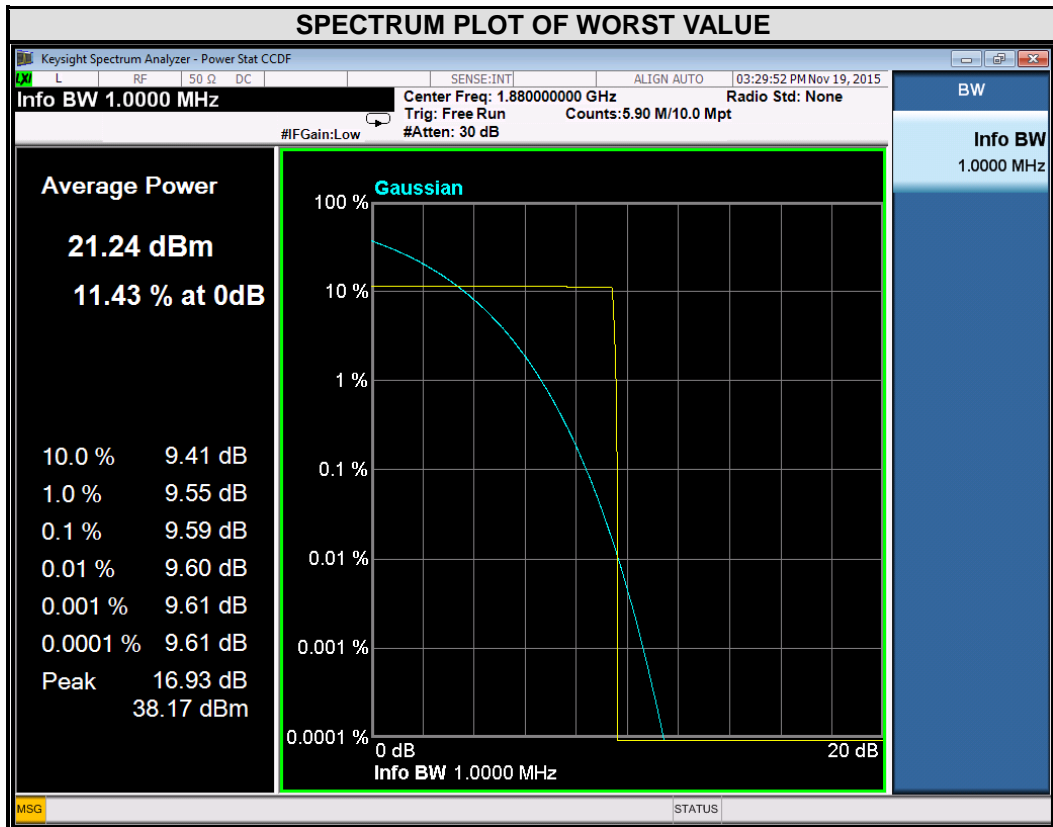 SPECTRUM PLOT OF WORST VALUE
Keysight Spectrum Analyzer - Power Stat CCDF
LXI L RF 50 Ω DC SENSE:INT ALIGN AUTO 03:29:52 PM Nov 19, 2015
Info BW 1.0000 MHz
Center Freq: 1.880000000 GHz Radio Std: None
Trig: Free Run Counts:5.90 M/10.0 Mpt
#IFGain:Low #Atten: 30 dB
BW
Info BW
1.0000 MHz
Average Power
21.24 dBm
11.43 % at 0dB
10.0 % 9.41 dB
1.0 % 9.55 dB
0.1 % 9.59 dB
0.01 % 9.60 dB
0.001 % 9.61 dB
0.0001 % 9.61 dB
Peak 16.93 dB
38.17 dBm
Gaussian
100 %
10 %
1 %
0.1 %
0.01 %
0.001 %
0.0001 %
0 dB 20 dB
Info BW 1.0000 MHz
MSG STATUS